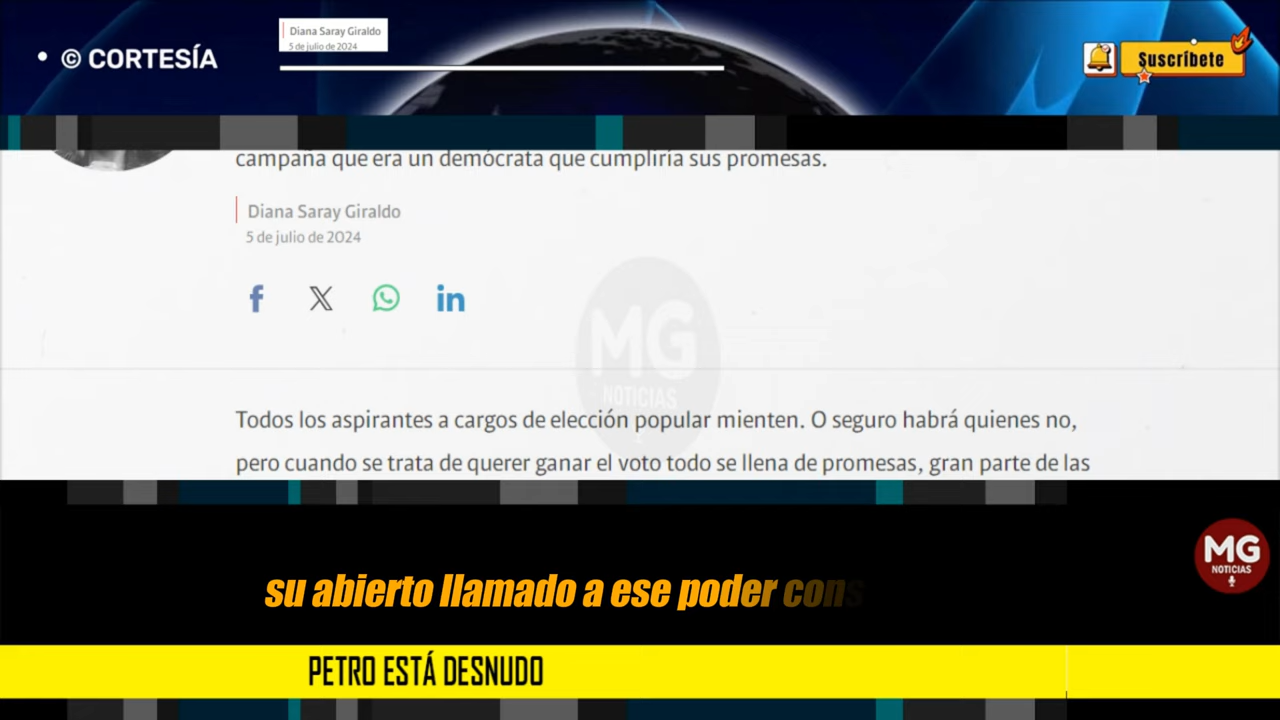 • © CORTESÍA
Diana Saray Giraldo
5 de julio de 2024
Suscríbete
campaña que era un demócrata que cumpliría sus promesas.
Diana Saray Giraldo
5 de julio de 2024
MG
NOTICIAS
Todos los aspirantes a cargos de elección popular mienten. O seguro habrá quienes no,
pero cuando se trata de querer ganar el voto todo se llena de promesas, gran parte de las
MG
NOTICIAS
su abierto llamado a ese poder cons
PETRO ESTÁ DESNUDO